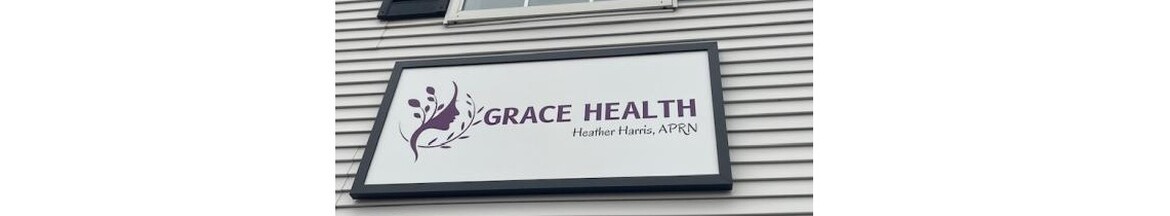 GRACE HEALTH
Heather Harris, APRN